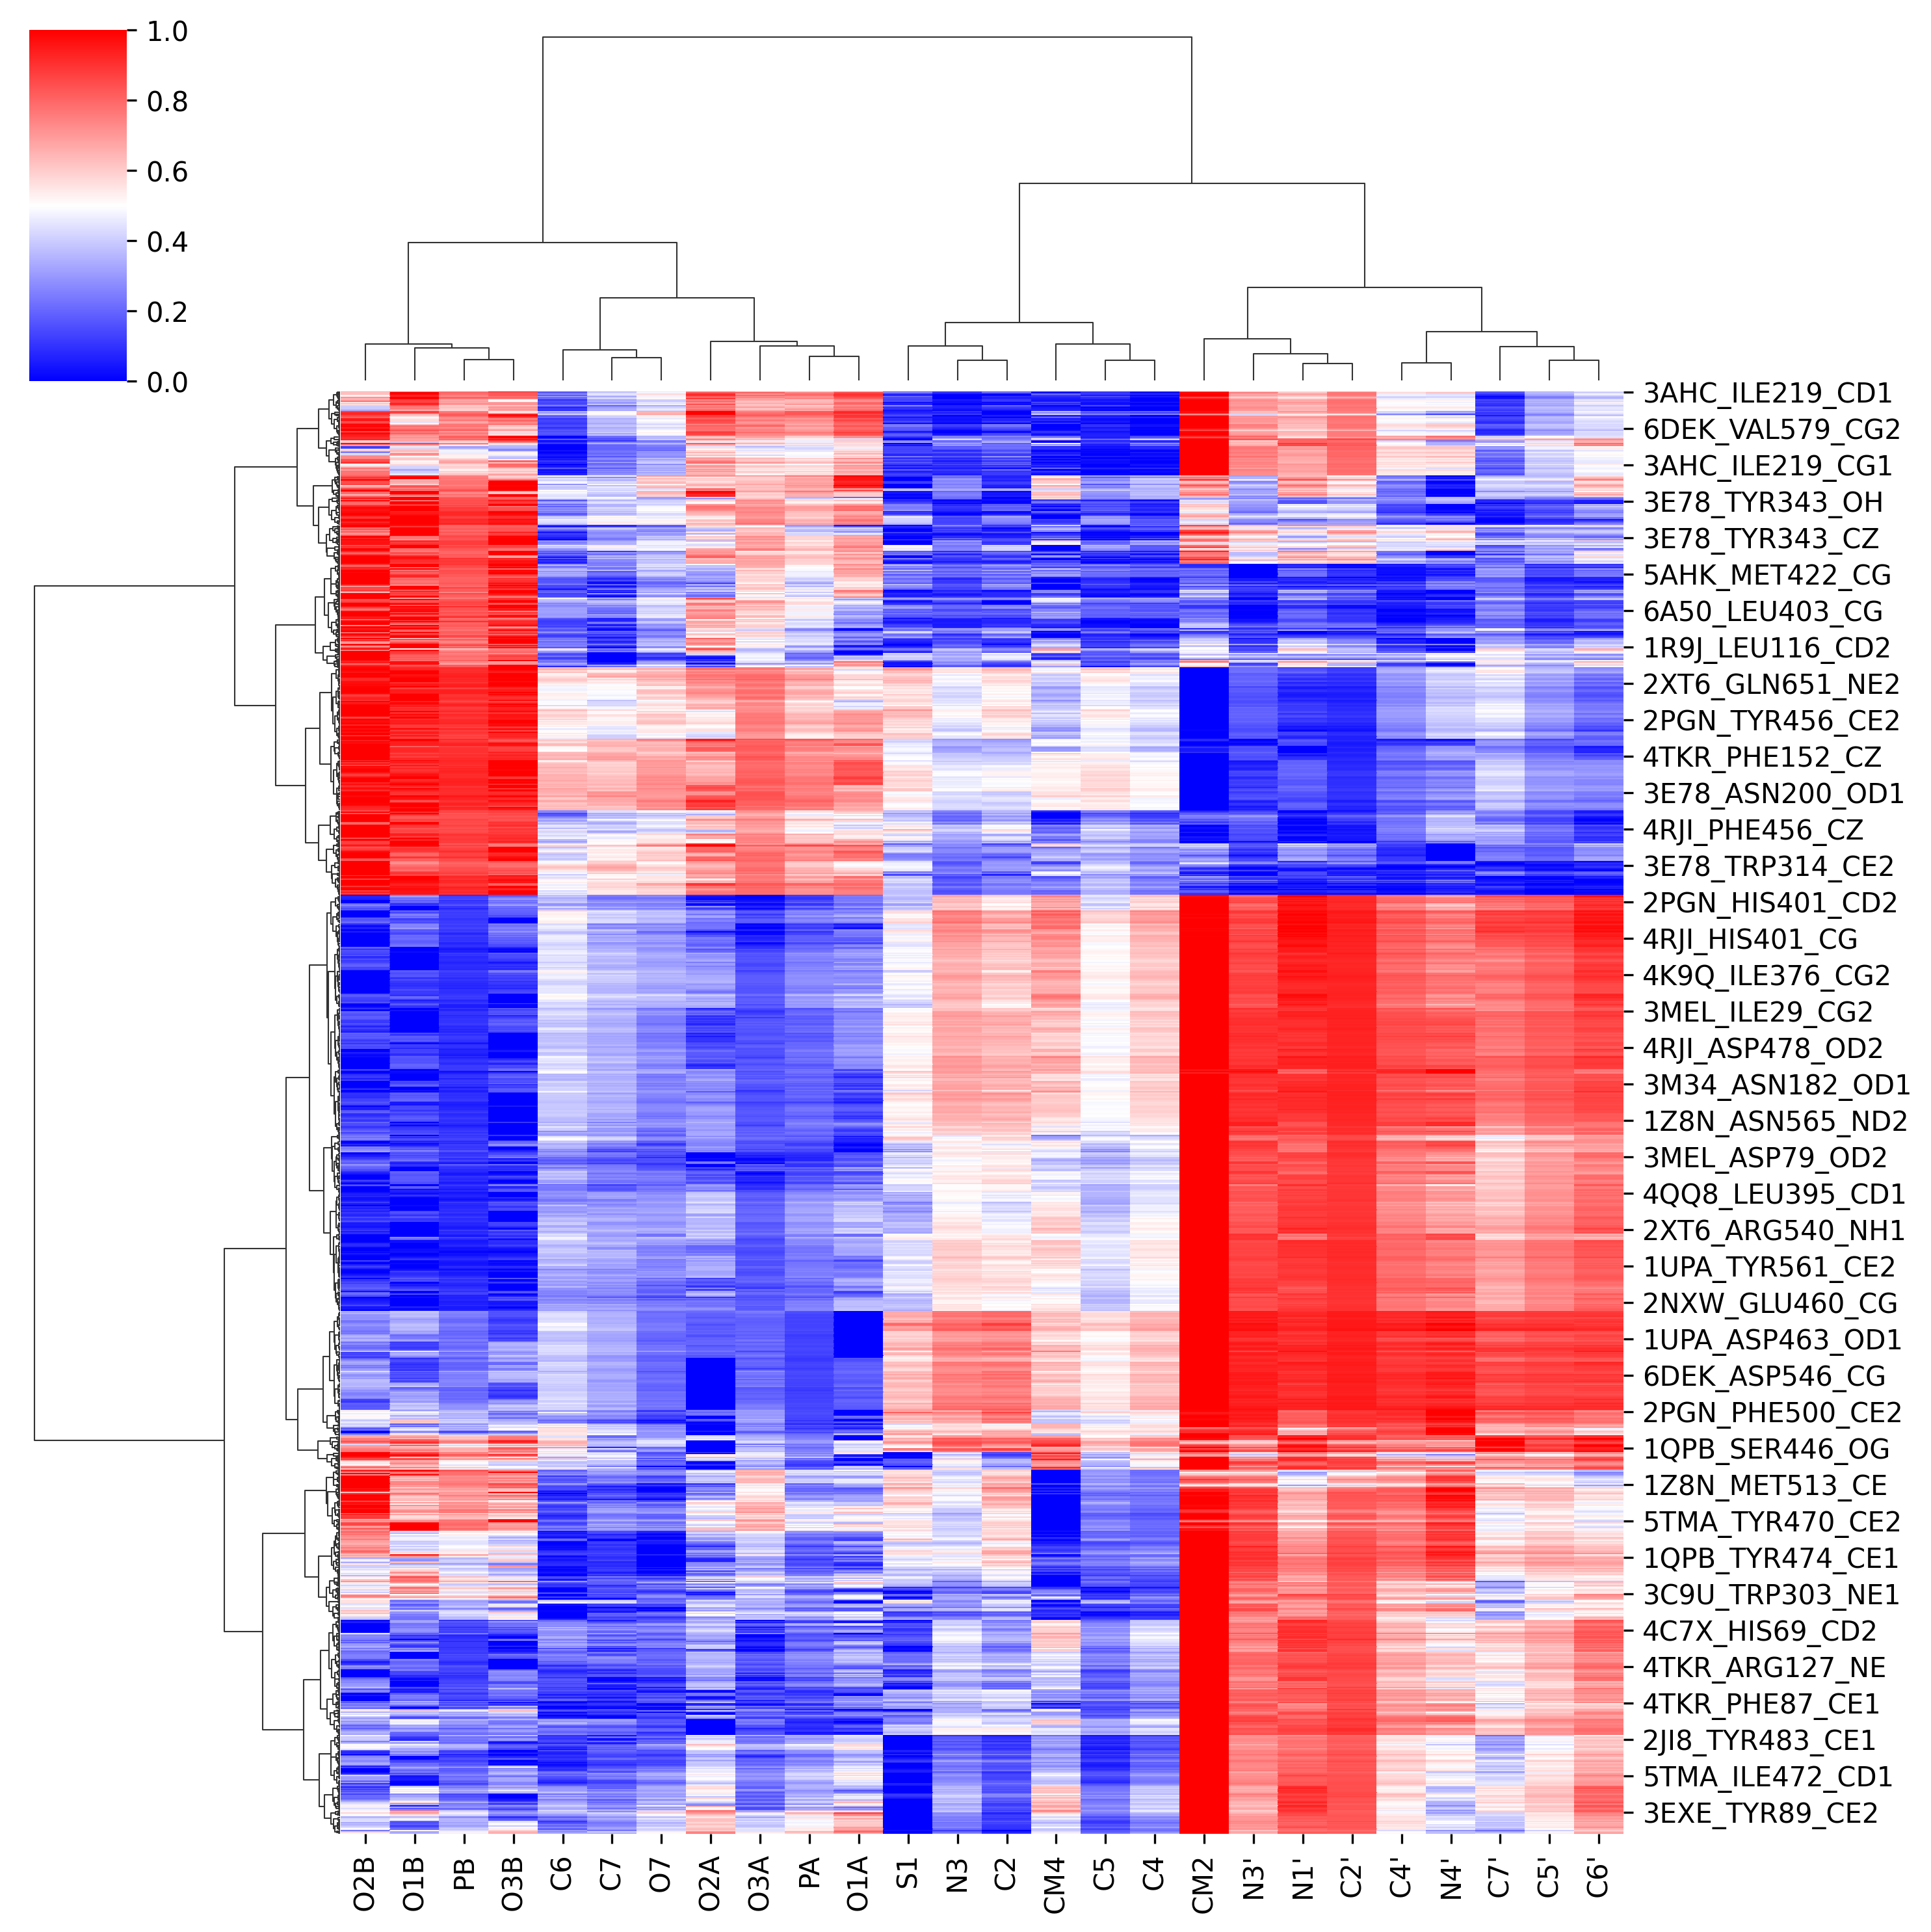 1.0
0.8
0.6
0.4
0.2
0.0
3AHC_ILE219_CD1
6DEK_VAL579_CG2
3AHC_ILE219_CG1
3E78_TYR343_OH
3E78_TYR343_CZ
5AHK_MET422_CG
6A50_LEU403_CG
1R9J_LEU116_CD2
2XT6_GLN651_NE2
2PGN_TYR456_CE2
4TKR_PHE152_CZ
3E78_ASN200_OD1
4RJI_PHE456_CZ
3E78_TRP314_CE2
2PGN_HIS401_CD2
4RJI_HIS401_CG
4K9Q_ILE376_CG2
3MEL_ILE29_CG2
4RJI_ASP478_OD2
3M34_ASN182_OD1
1Z8N_ASN565_ND2
3MEL_ASP79_OD2
4QQ8_LEU395_CD1
2XT6_ARG540_NH1
1UPA_TYR561_CE2
2NXW_GLU460_CG
1UPA_ASP463_OD1
6DEK_ASP546_CG
2PGN_PHE500_CE2
1QPB_SER446_OG
1Z8N_MET513_CE
5TMA_TYR470_CE2
1QPB_TYR474_CE1
3C9U_TRP303_NE1
4C7X_HIS69_CD2
4TKR_ARG127_NE
4TKR_PHE87_CE1
2JI8_TYR483_CE1
5TMA_ILE472_CD1
3EXE_TYR89_CE2
O2B
O1B
PB
O3B
C6
C7
O7
O2A
O3A
PA
O1A
S1
N3
C2
CM4
C5
C4
CM2
N3'
N1'
C2'
C4'
N4'
C7'
C5'
C6'